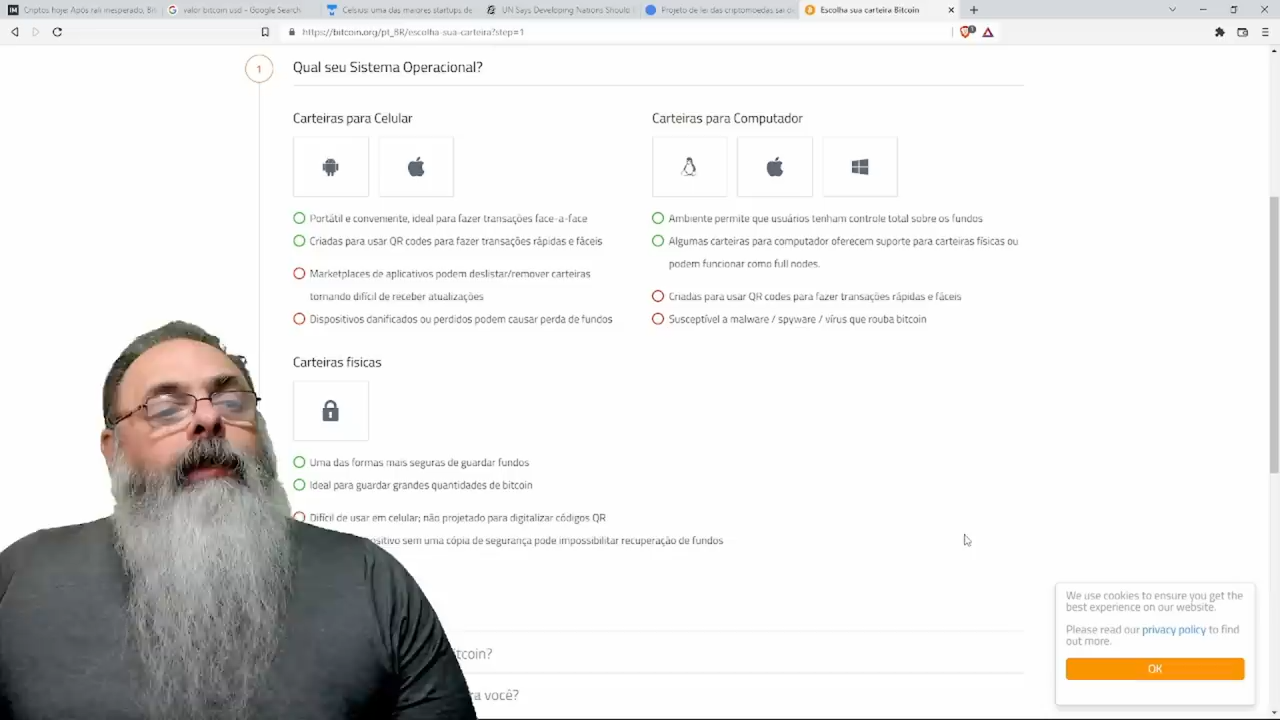 Criptos hoje: Após rali inesperado, Bit
valor bitcoin usd - Google Search
Celsius: uma das maiores startups de
UN Says Developing Nations Should
Projeto de lei das criptomoedas sai d
Escolha sua carteira Bitcoin
https://bitcoin.org/pt_BR/escolha-sua-carteira?step=1
1
Qual seu Sistema Operacional?
Carteiras para Celular
Portátil e conveniente, ideal para fazer transações face-a-face
Criadas para usar QR codes para fazer transações rápidas e fáceis
Marketplaces de aplicativos podem deslistar/remover carteiras
tornando difícil de receber atualizações
Dispositivos danificados ou perdidos podem causar perda de fundos
Carteiras para Computador
Ambiente permite que usuários tenham controle total sobre os fundos
Algumas carteiras para computador oferecem suporte para carteiras físicas ou
podem funcionar como full nodes.
Criadas para usar QR codes para fazer transações rápidas e fáceis
Susceptível a malware / spyware / vírus que rouba bitcoin
Carteiras físicas
Uma das formas mais seguras de guardar fundos
Ideal para guardar grandes quantidades de bitcoin
Difícil de usar em celular; não projetado para digitalizar códigos QR
ositivo sem uma cópia de segurança pode impossibilitar recuperação de fundos
tcoin?
ra você?
We use cookies to ensure you get the
best experience on our website.
Please read our privacy policy to find
out more.
OK